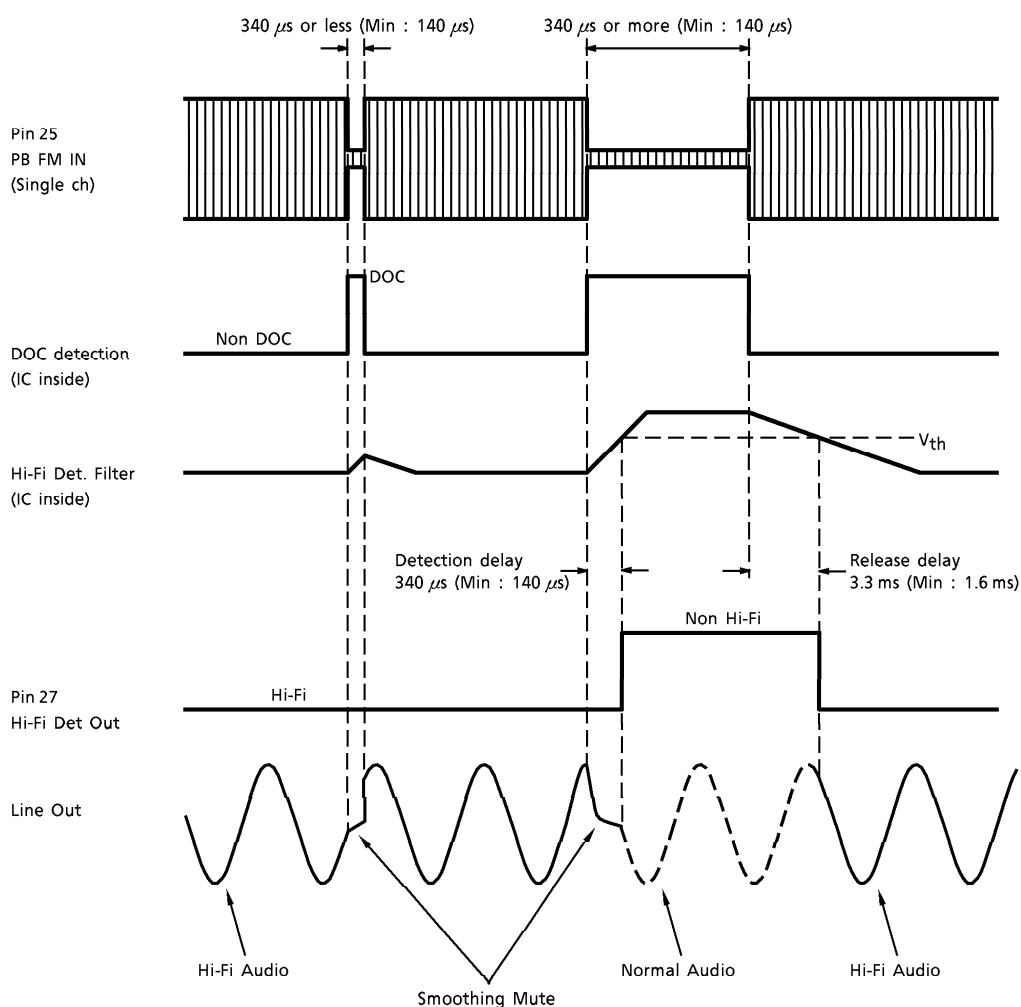 340 μs or less (Min : 140 μs)
340 μs or more (Min : 140 μs)
Pin 25
PB FM IN
(Single ch)
DOC
Non DOC
DOC detection
(IC inside)
Vth
Hi-Fi Det. Filter
(IC inside)
Detection delay
340 μs (Min : 140 μs)
Release delay
3.3 ms (Min : 1.6 ms)
Non Hi-Fi
Hi-Fi
Pin 27
Hi-Fi Det Out
Line Out
Hi-Fi Audio
Normal Audio
Hi-Fi Audio
Smoothing Mute